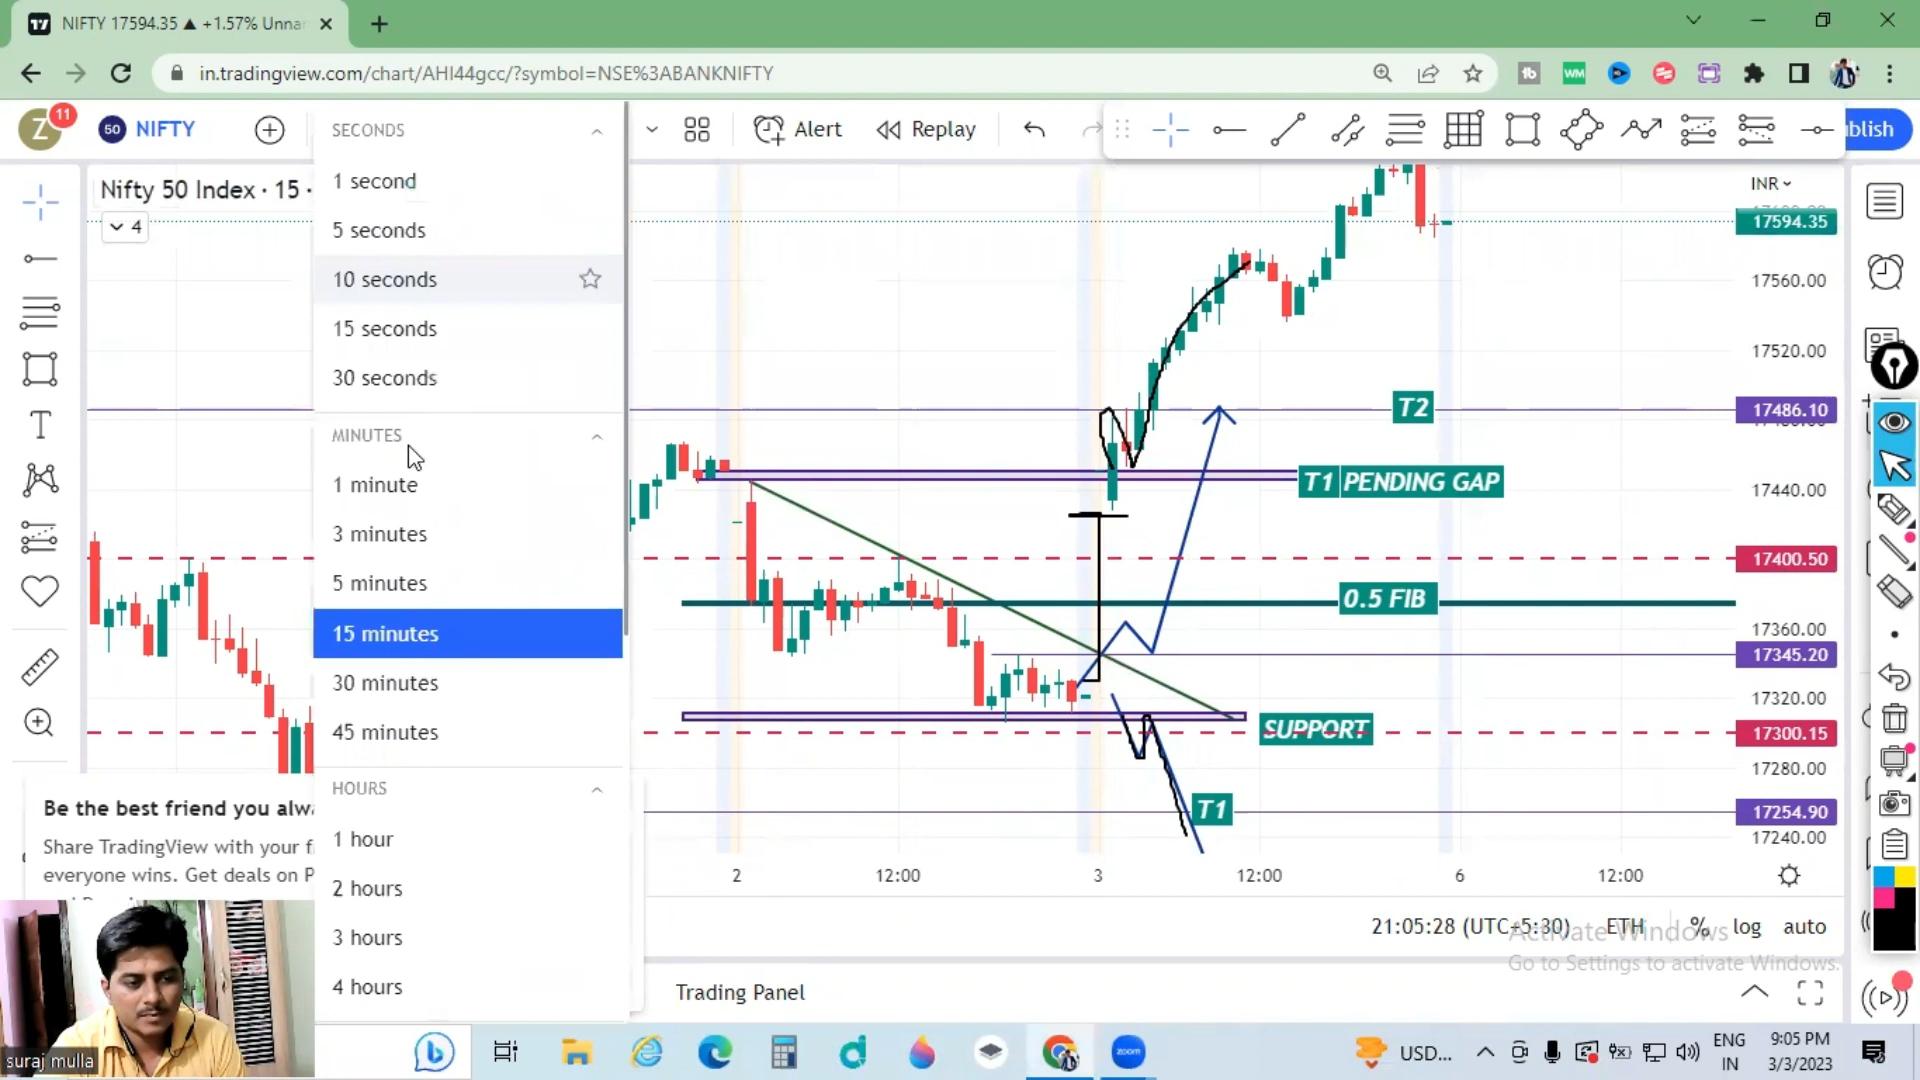 NIFTY 17594.35 ▲ +1.57% Unna
in.tradingview.com/chart/AHI44gcc/?symbol=NSE%3ABANKNIFTY
Z 11
50 NIFTY
Alert
Replay
blish
Nifty 50 Index · 15 ·
4
SECONDS
1 second
5 seconds
10 seconds
15 seconds
30 seconds
MINUTES
1 minute
3 minutes
5 minutes
15 minutes
30 minutes
45 minutes
HOURS
1 hour
2 hours
3 hours
4 hours
INR
17594.35
17560.00
17520.00
17486.10
17440.00
17400.50
17360.00
17345.20
17320.00
17300.15
17280.00
17254.90
17240.00
T2
T1 PENDING GAP
0.5 FIB
SUPPORT
T1
2 12:00 3 12:00 6 12:00
Be the best friend you alwa
Share TradingView with your f
everyone wins. Get deals on P
21:05:28 (UTC+5:30) ETH % log auto
Activate Windows
Go to Settings to activate Windows.
Trading Panel
suraj mulla
zoom
USD...
ENG
IN
9:05 PM
3/3/2023